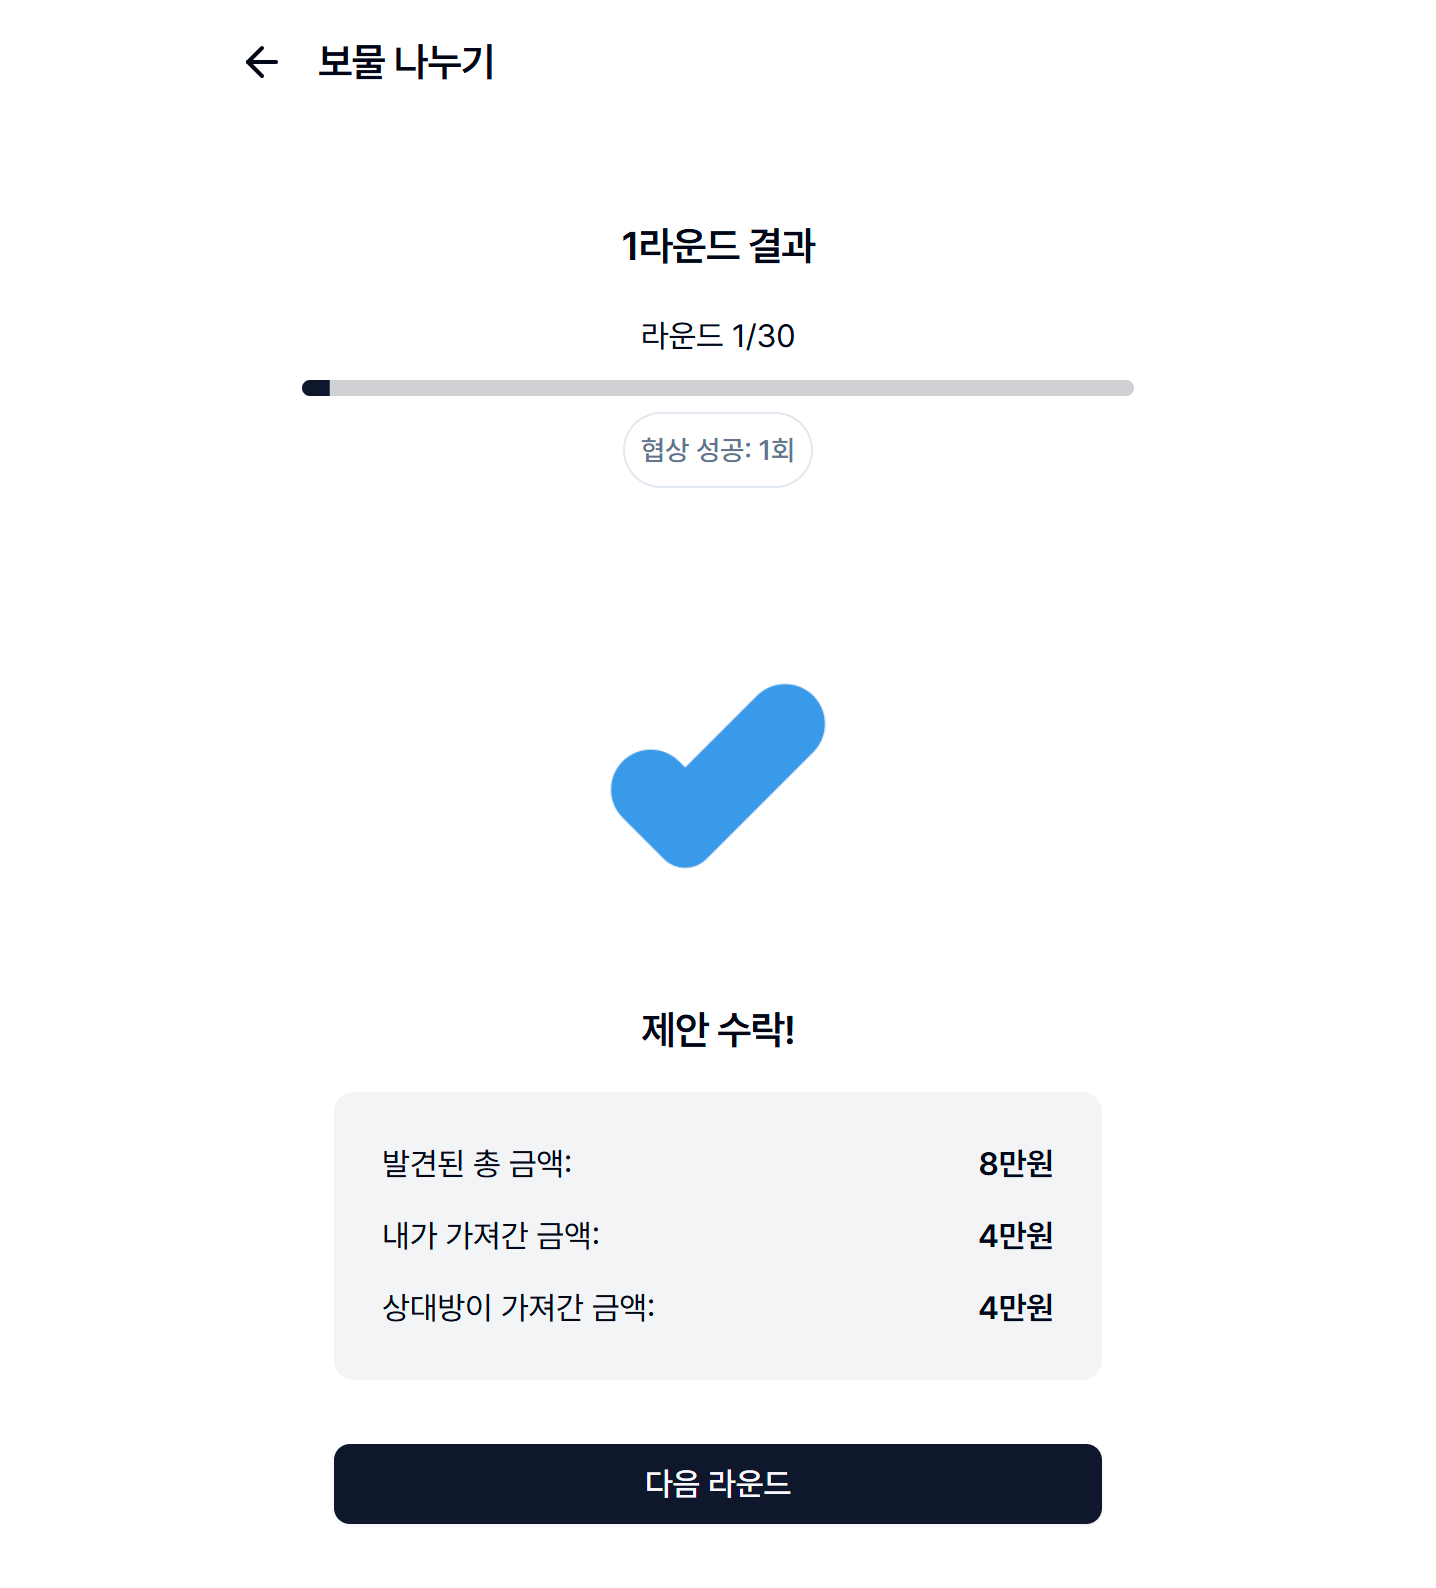 보물 나누기
1라운드 결과
라운드 1/30
협상 성공: 1회
제안 수락!
발견된 총 금액: 8만원
내가 가져간 금액: 4만원
상대방이 가져간 금액: 4만원
다음 라운드